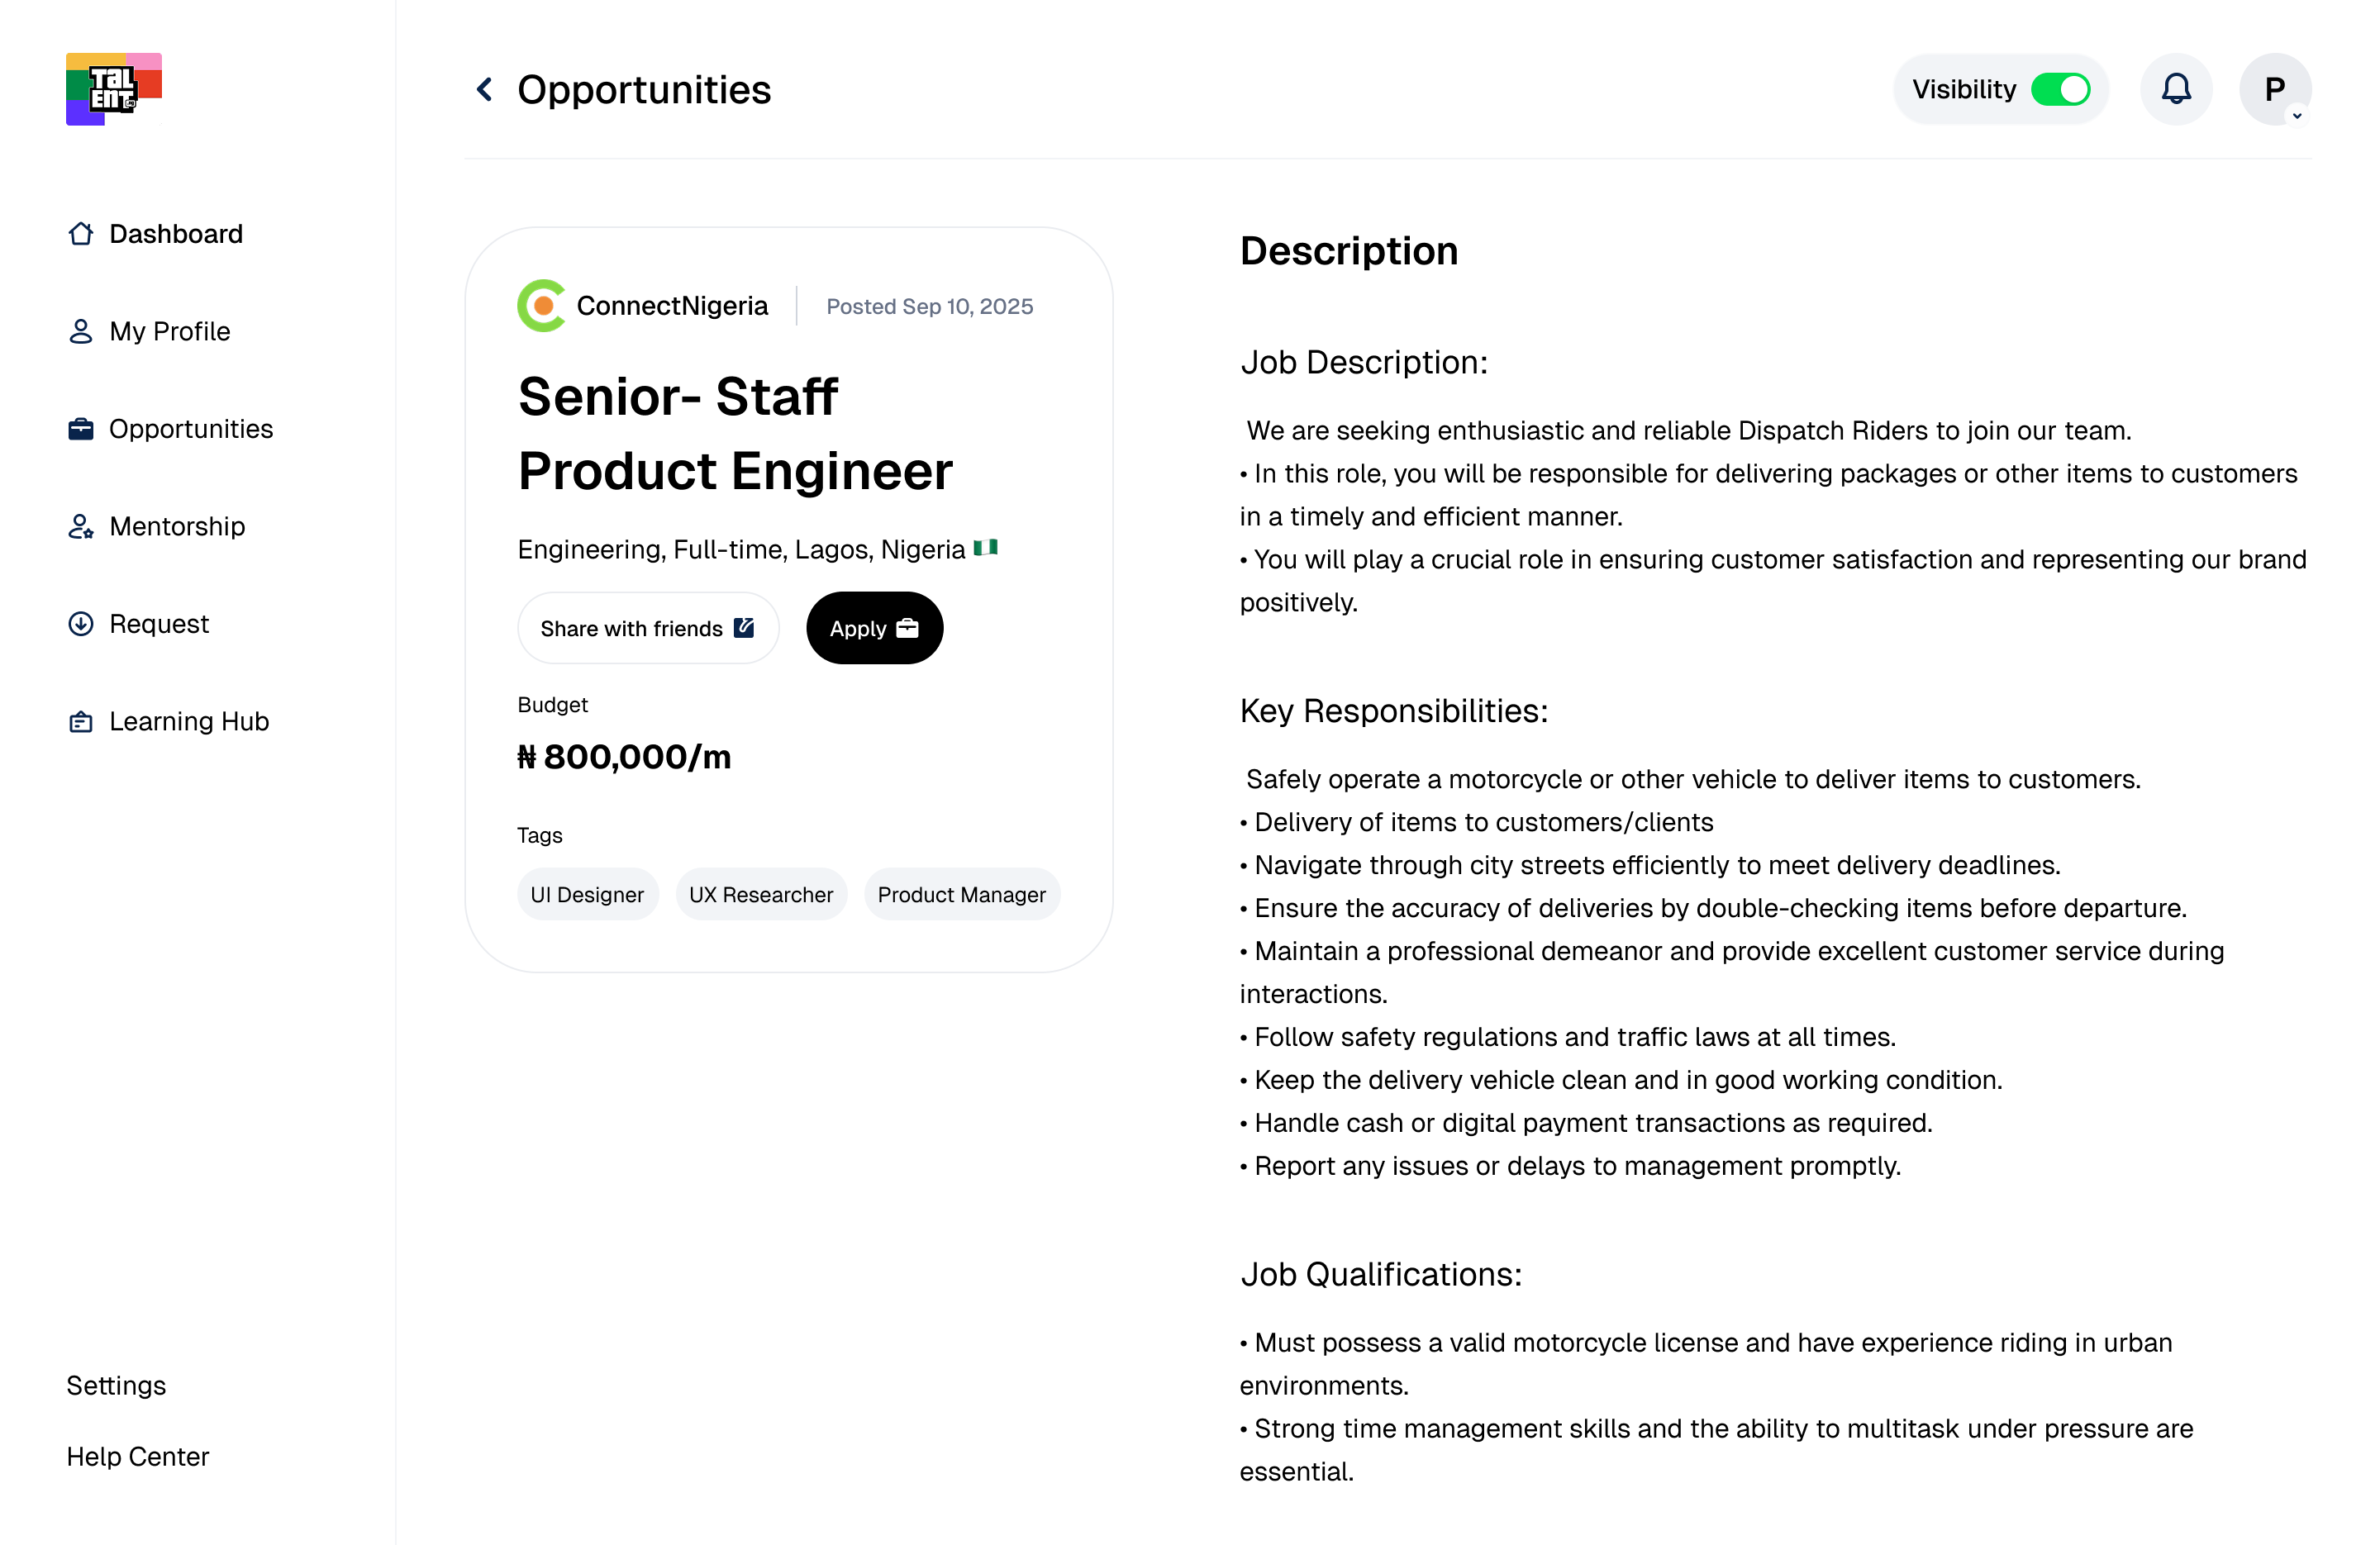 TaL
ENT
Opportunities
Visibility
P
Dashboard
My Profile
Opportunities
Mentorship
Request
Learning Hub
Settings
Help Center
ConnectNigeria
Posted Sep 10, 2025
Senior- Staff
Product Engineer
Engineering, Full-time, Lagos, Nigeria 🇳🇬
Share with friends
Apply
Budget
₦ 800,000/m
Tags
UI Designer
UX Researcher
Product Manager
Description
Job Description:
We are seeking enthusiastic and reliable Dispatch Riders to join our team.
• In this role, you will be responsible for delivering packages or other items to customers
in a timely and efficient manner.
• You will play a crucial role in ensuring customer satisfaction and representing our brand
positively.
Key Responsibilities:
Safely operate a motorcycle or other vehicle to deliver items to customers.
• Delivery of items to customers/clients
• Navigate through city streets efficiently to meet delivery deadlines.
• Ensure the accuracy of deliveries by double-checking items before departure.
• Maintain a professional demeanor and provide excellent customer service during
interactions.
• Follow safety regulations and traffic laws at all times.
• Keep the delivery vehicle clean and in good working condition.
• Handle cash or digital payment transactions as required.
• Report any issues or delays to management promptly.
Job Qualifications:
• Must possess a valid motorcycle license and have experience riding in urban
environments.
• Strong time management skills and the ability to multitask under pressure are
essential.